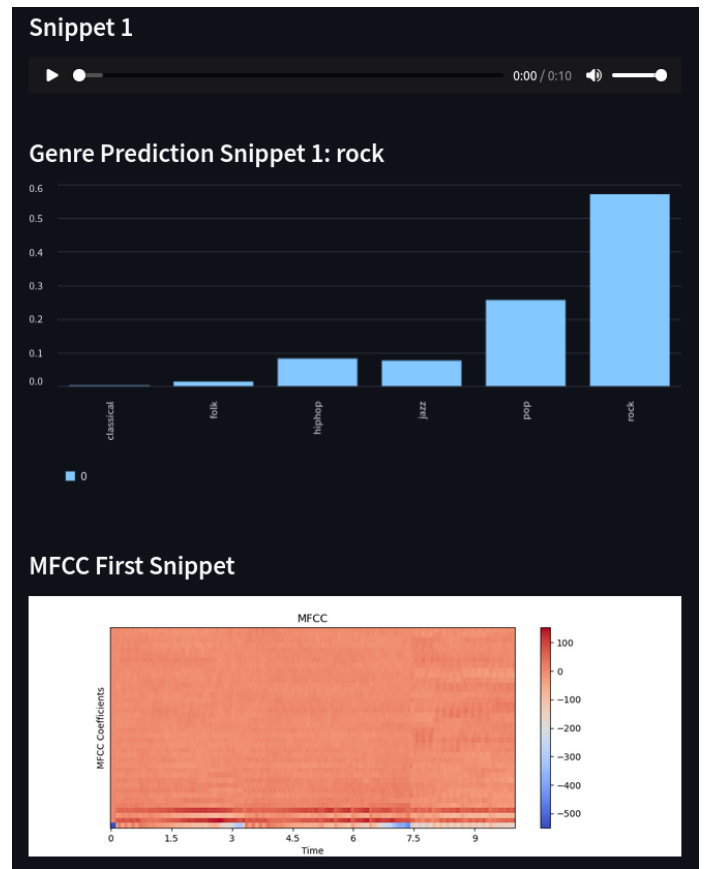 Snippet 1
0:00 / 0:10
Genre Prediction Snippet 1: rock
0.6
0.5
0.4
0.3
0.2
0.1
0.0
classical
folk
hiphop
jazz
pop
rock
0
MFCC First Snippet
MFCC
MFCC Coefficients
100
0
−100
−200
−300
−400
−500
0 1.5 3 4.5 6 7.5 9
Time